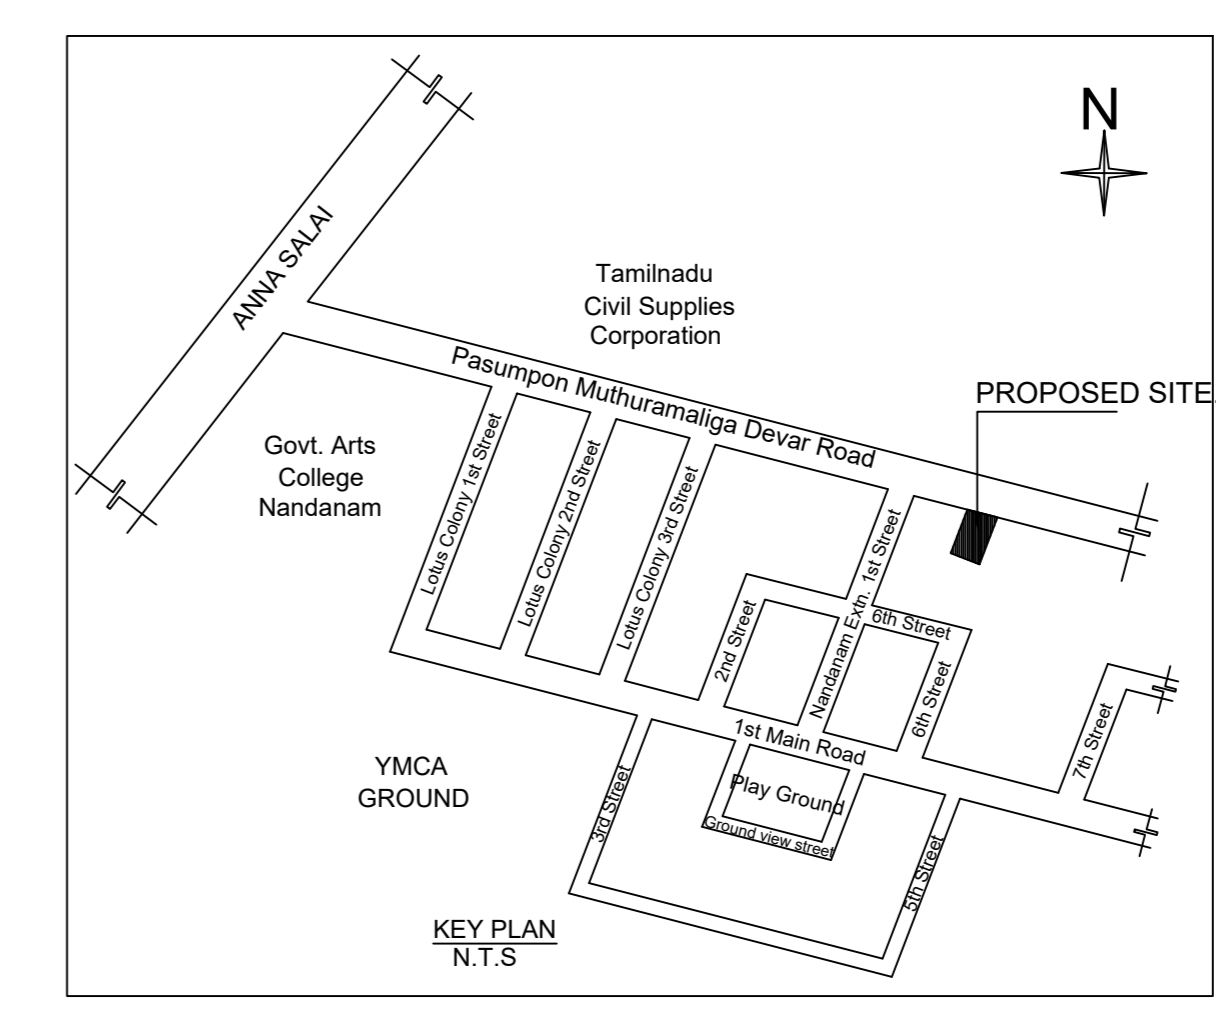 N
ANNA SALAI
Tamilnadu
Civil Supplies
Corporation
Pasumpon Muthuramaliga Devar Road
PROPOSED SITE.
Govt. Arts
College
Nandanam
Lotus Colony 1st Street
Lotus Colony 2nd Street
Lotus Colony 3rd Street
Nandanam Extn. 1st Street
2nd Street
6th Street
6th Street
7th Street
1st Main Road
YMCA
GROUND
3rd Street
Play Ground
Ground view street
5th Street
KEY PLAN
N.T.S